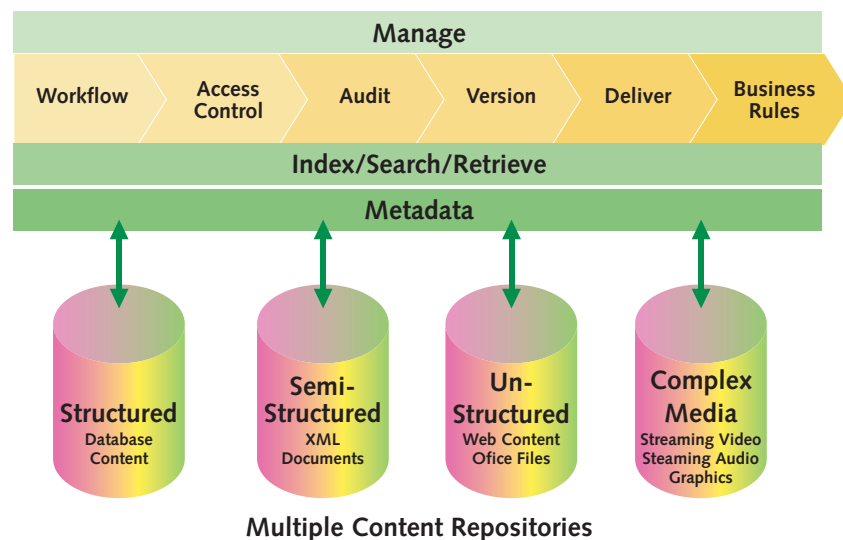 Manage
Workflow
Access
Control
Audit
Version
Deliver
Business
Rules
Index/Search/Retrieve
Metadata
Structured
Database
Content
Semi-
Structured
XML
Documents
Un-
Structured
Web Content
Ofice Files
Complex
Media
Streaming Video
Steaming Audio
Graphics
Multiple Content Repositories